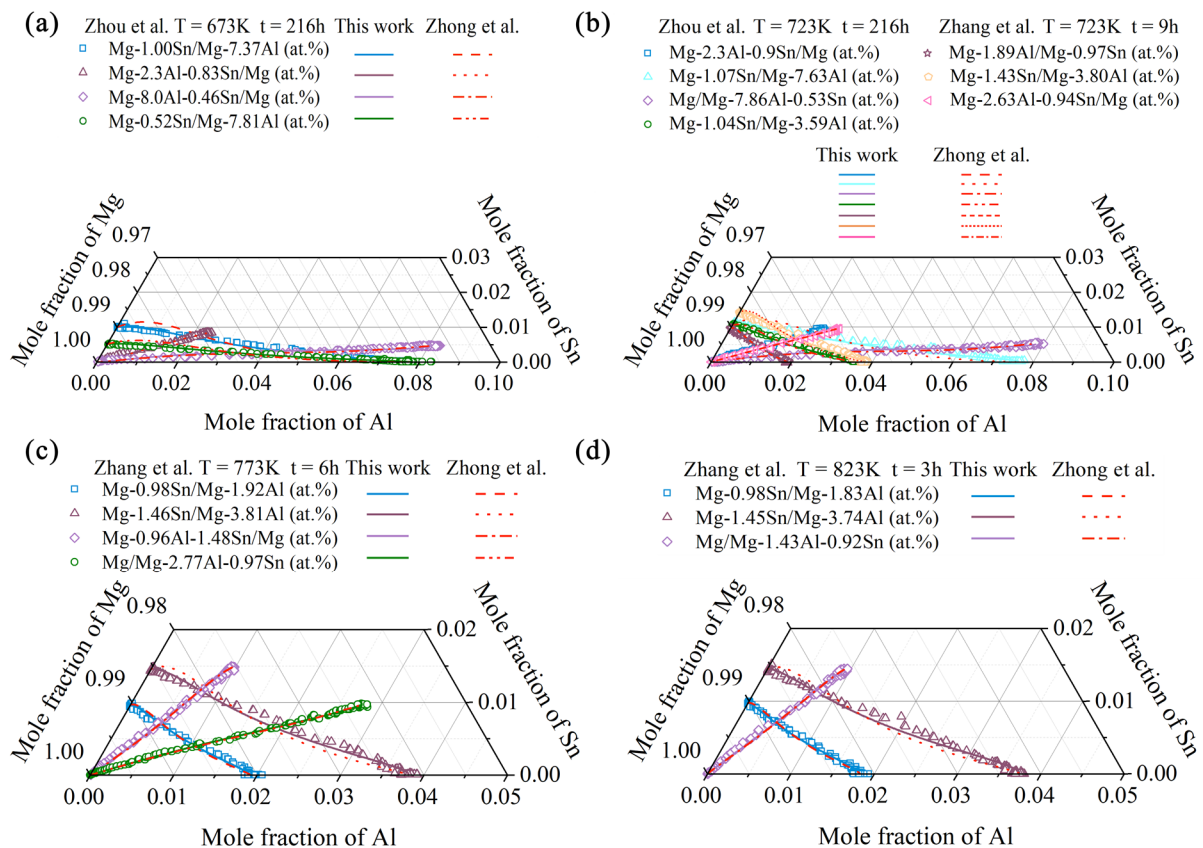 (a)
Zhou et al. T = 673K t = 216h This work Zhong et al.
Mg-1.00Sn/Mg-7.37Al (at.%)
Mg-2.3Al-0.83Sn/Mg (at.%)
Mg-8.0Al-0.46Sn/Mg (at.%)
Mg-0.52Sn/Mg-7.81Al (at.%)
Mole fraction of Mg
0.97
0.98
0.99
1.00
Mole fraction of Sn
0.03
0.02
0.01
0.00
0.00 0.02 0.04 0.06 0.08 0.10
Mole fraction of Al
(b)
Zhou et al. T = 723K t = 216h Zhang et al. T = 723K t = 9h
Mg-2.3Al-0.9Sn/Mg (at.%) Mg-1.89Al/Mg-0.97Sn (at.%)
Mg-1.07Sn/Mg-7.63Al (at.%) Mg-1.43Sn/Mg-3.80Al (at.%)
Mg/Mg-7.86Al-0.53Sn (at.%) Mg-2.63Al-0.94Sn/Mg (at.%)
Mg-1.04Sn/Mg-3.59Al (at.%)
This work Zhong et al.
Mole fraction of Mg
0.97
0.98
0.99
1.00
Mole fraction of Sn
0.03
0.02
0.01
0.00
0.00 0.02 0.04 0.06 0.08 0.10
Mole fraction of Al
(c)
Zhang et al. T = 773K t = 6h This work Zhong et al.
Mg-0.98Sn/Mg-1.92Al (at.%)
Mg-1.46Sn/Mg-3.81Al (at.%)
Mg-0.96Al-1.48Sn/Mg (at.%)
Mg/Mg-2.77Al-0.97Sn (at.%)
Mole fraction of Mg
0.98
0.99
1.00
Mole fraction of Sn
0.02
0.01
0.00
0.00 0.01 0.02 0.03 0.04 0.05
Mole fraction of Al
(d)
Zhang et al. T = 823K t = 3h This work Zhong et al.
Mg-0.98Sn/Mg-1.83Al (at.%)
Mg-1.45Sn/Mg-3.74Al (at.%)
Mg/Mg-1.43Al-0.92Sn (at.%)
Mole fraction of Mg
0.98
0.99
1.00
Mole fraction of Sn
0.02
0.01
0.00
0.00 0.01 0.02 0.03 0.04 0.05
Mole fraction of Al